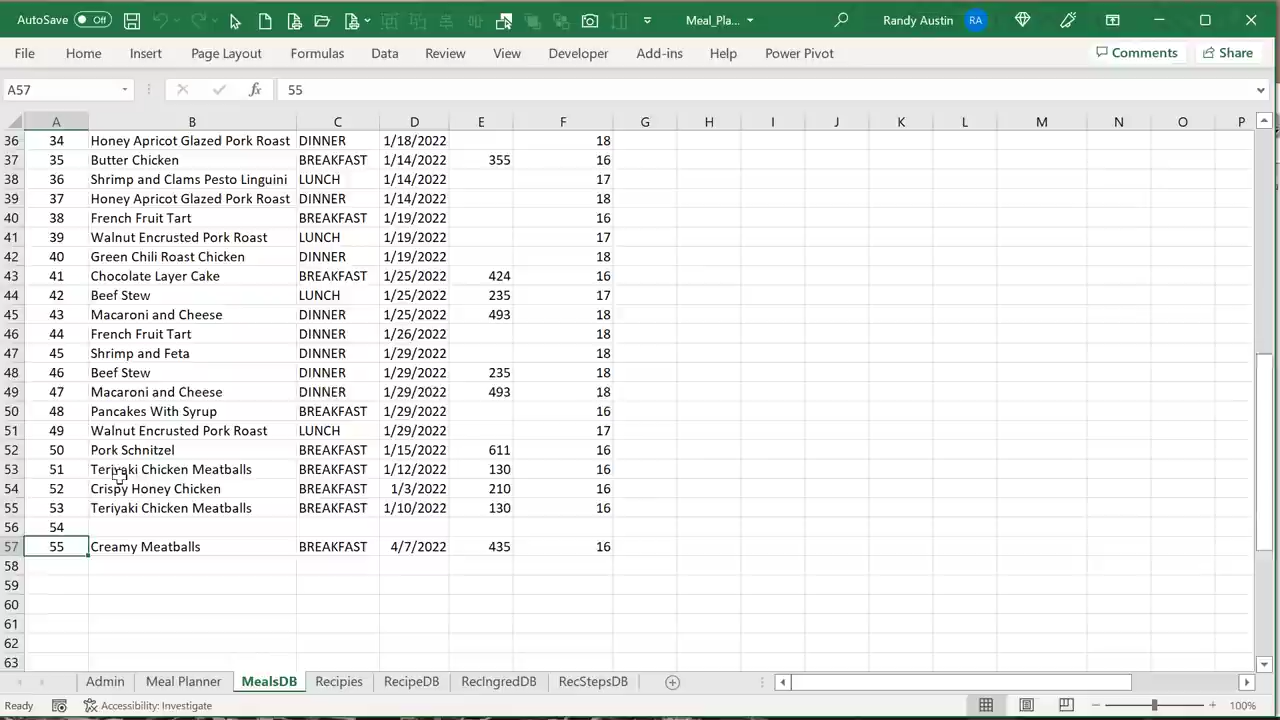 AutoSave Off Meal_Pla... Randy Austin RA
File Home Insert Page Layout Formulas Data Review View Developer Add-ins Help Power Pivot Comments Share
A57 fx 55
A B C D E F G H I J K L M N O P
36 34 Honey Apricot Glazed Pork Roast DINNER 1/18/2022 18
37 35 Butter Chicken BREAKFAST 1/14/2022 355 16
38 36 Shrimp and Clams Pesto Linguini LUNCH 1/14/2022 17
39 37 Honey Apricot Glazed Pork Roast DINNER 1/14/2022 18
40 38 French Fruit Tart BREAKFAST 1/19/2022 16
41 39 Walnut Encrusted Pork Roast LUNCH 1/19/2022 17
42 40 Green Chili Roast Chicken DINNER 1/19/2022 18
43 41 Chocolate Layer Cake BREAKFAST 1/25/2022 424 16
44 42 Beef Stew LUNCH 1/25/2022 235 17
45 43 Macaroni and Cheese DINNER 1/25/2022 493 18
46 44 French Fruit Tart DINNER 1/26/2022 18
47 45 Shrimp and Feta DINNER 1/29/2022 18
48 46 Beef Stew DINNER 1/29/2022 235 18
49 47 Macaroni and Cheese DINNER 1/29/2022 493 18
50 48 Pancakes With Syrup BREAKFAST 1/29/2022 16
51 49 Walnut Encrusted Pork Roast LUNCH 1/29/2022 17
52 50 Pork Schnitzel BREAKFAST 1/15/2022 611 16
53 51 Teriyaki Chicken Meatballs BREAKFAST 1/12/2022 130 16
54 52 Crispy Honey Chicken BREAKFAST 1/3/2022 210 16
55 53 Teriyaki Chicken Meatballs BREAKFAST 1/10/2022 130 16
56 54
57 55 Creamy Meatballs BREAKFAST 4/7/2022 435 16
58
59
60
61
62
63
Admin Meal Planner MealsDB Recipies RecipeDB RecIngredDB RecStepsDB
Ready Accessibility: Investigate 100%